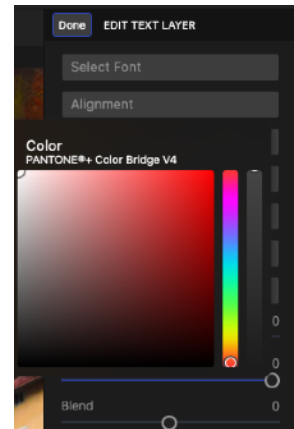 Done EDIT TEXT LAYER
Select Font
Alignment
Color
PANTONE®+ Color Bridge V4
0
0
Blend 0